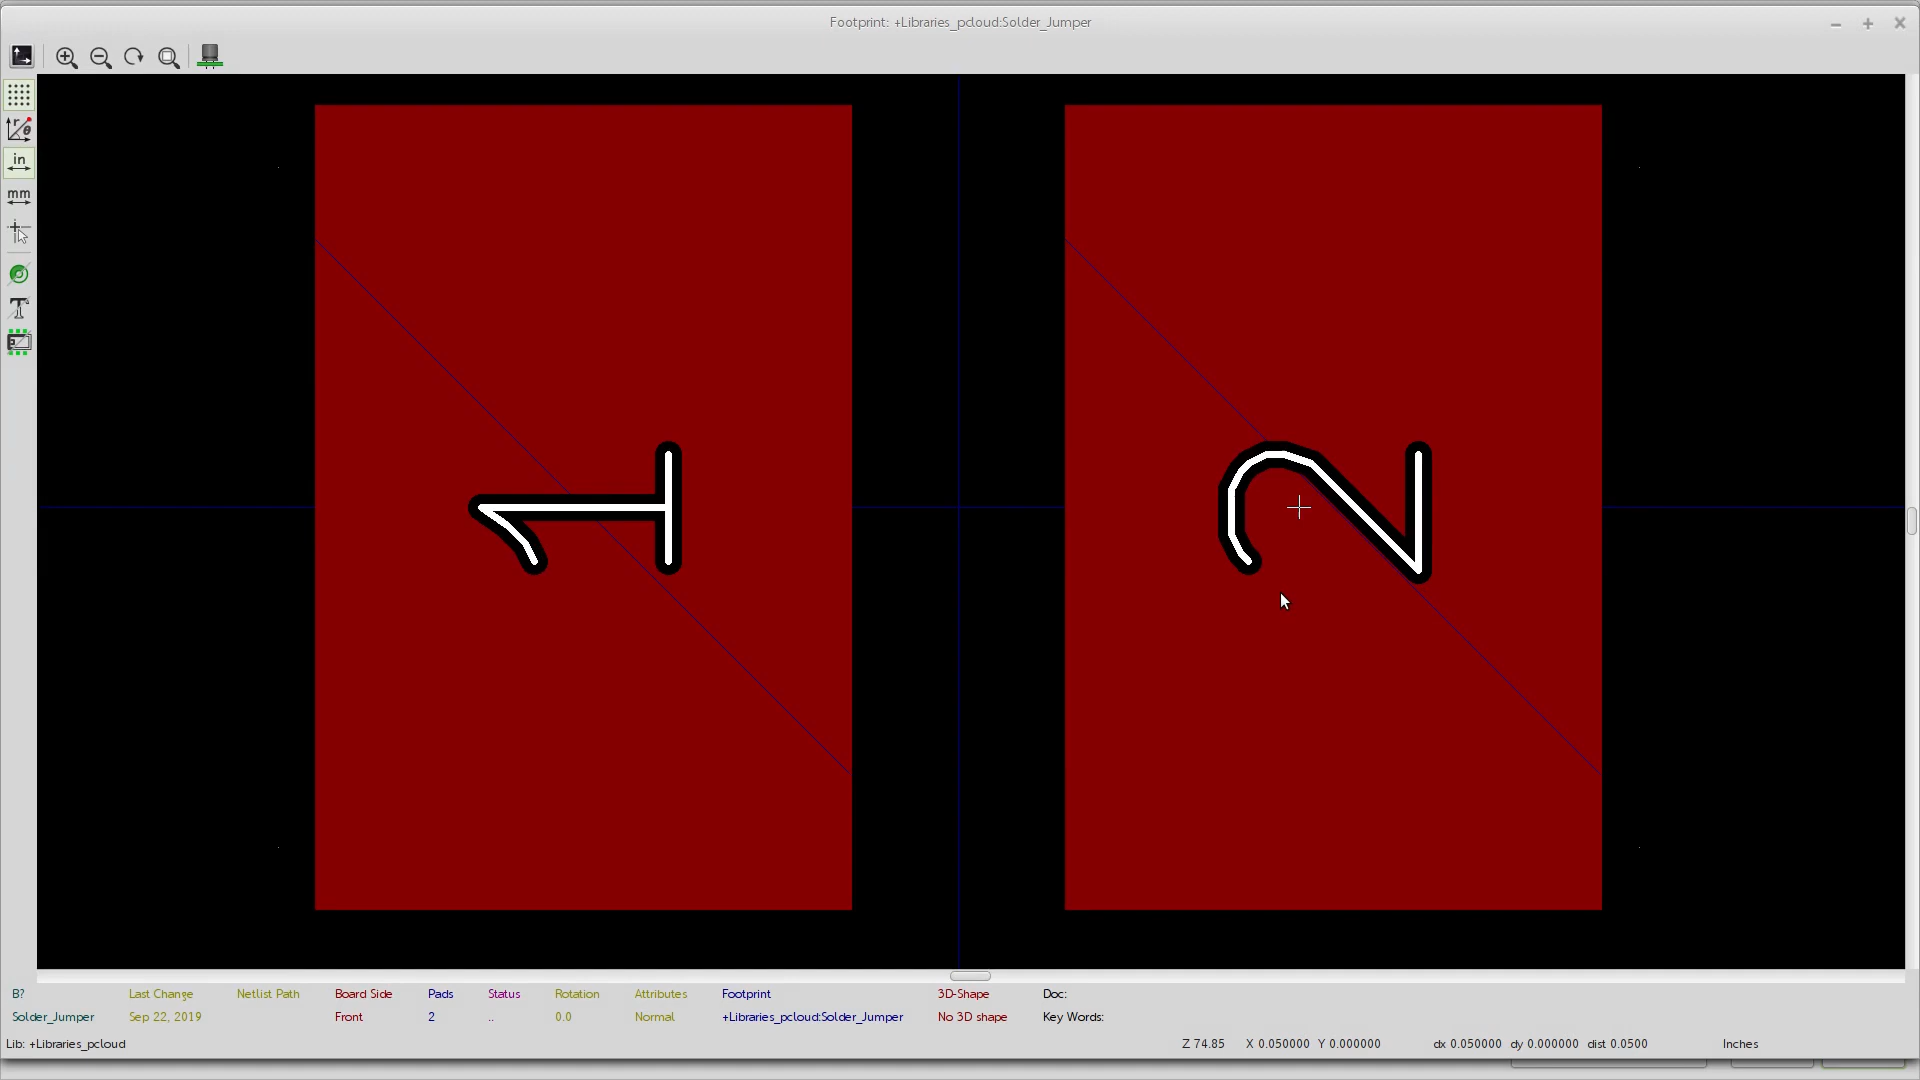 Footprint: +Libraries_pcloud:Solder_Jumper
r
θ
in
mm
1
2
B? Last Change Netlist Path Board Side Pads Status Rotation Attributes Footprint 3D-Shape Doc:
Solder_Jumper Sep 22, 2019 Front 2 .. 0.0 Normal +Libraries_pcloud:Solder_Jumper No 3D shape Key Words:
Lib: +Libraries_pcloud Z 74.85 X 0.050000 Y 0.000000 dx 0.050000 dy 0.000000 dist 0.0500 Inches